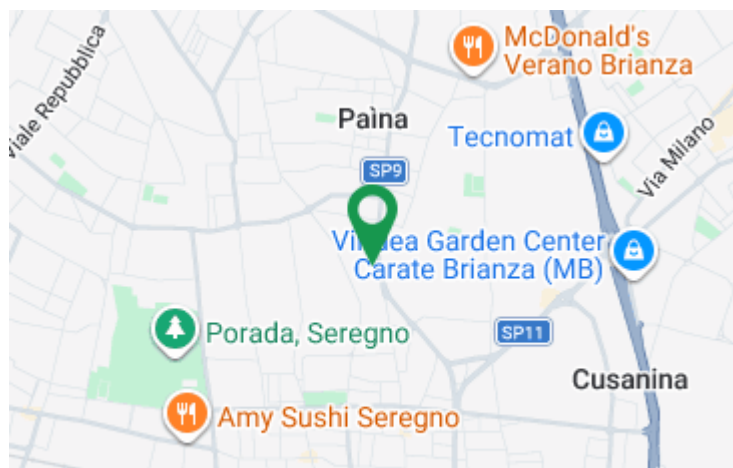 McDonald's
Verano Brianza
Viale Repubblica
Paìna
Tecnomat
Via Milano
SP9
Garden Center
Carate Brianza (MB)
Porada, Seregno
SP11
Cusanina
Amy Sushi Seregno